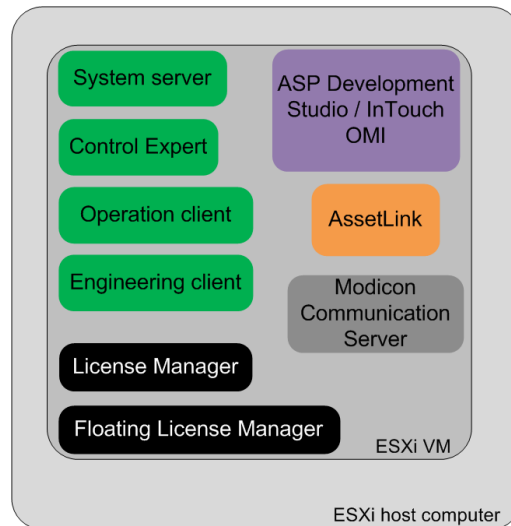 System server
Control Expert
Operation client
Engineering client
License Manager
Floating License Manager
ASP Development
Studio / InTouch
OMI
AssetLink
Modicon
Communication
Server
ESXi VM
ESXi host computer